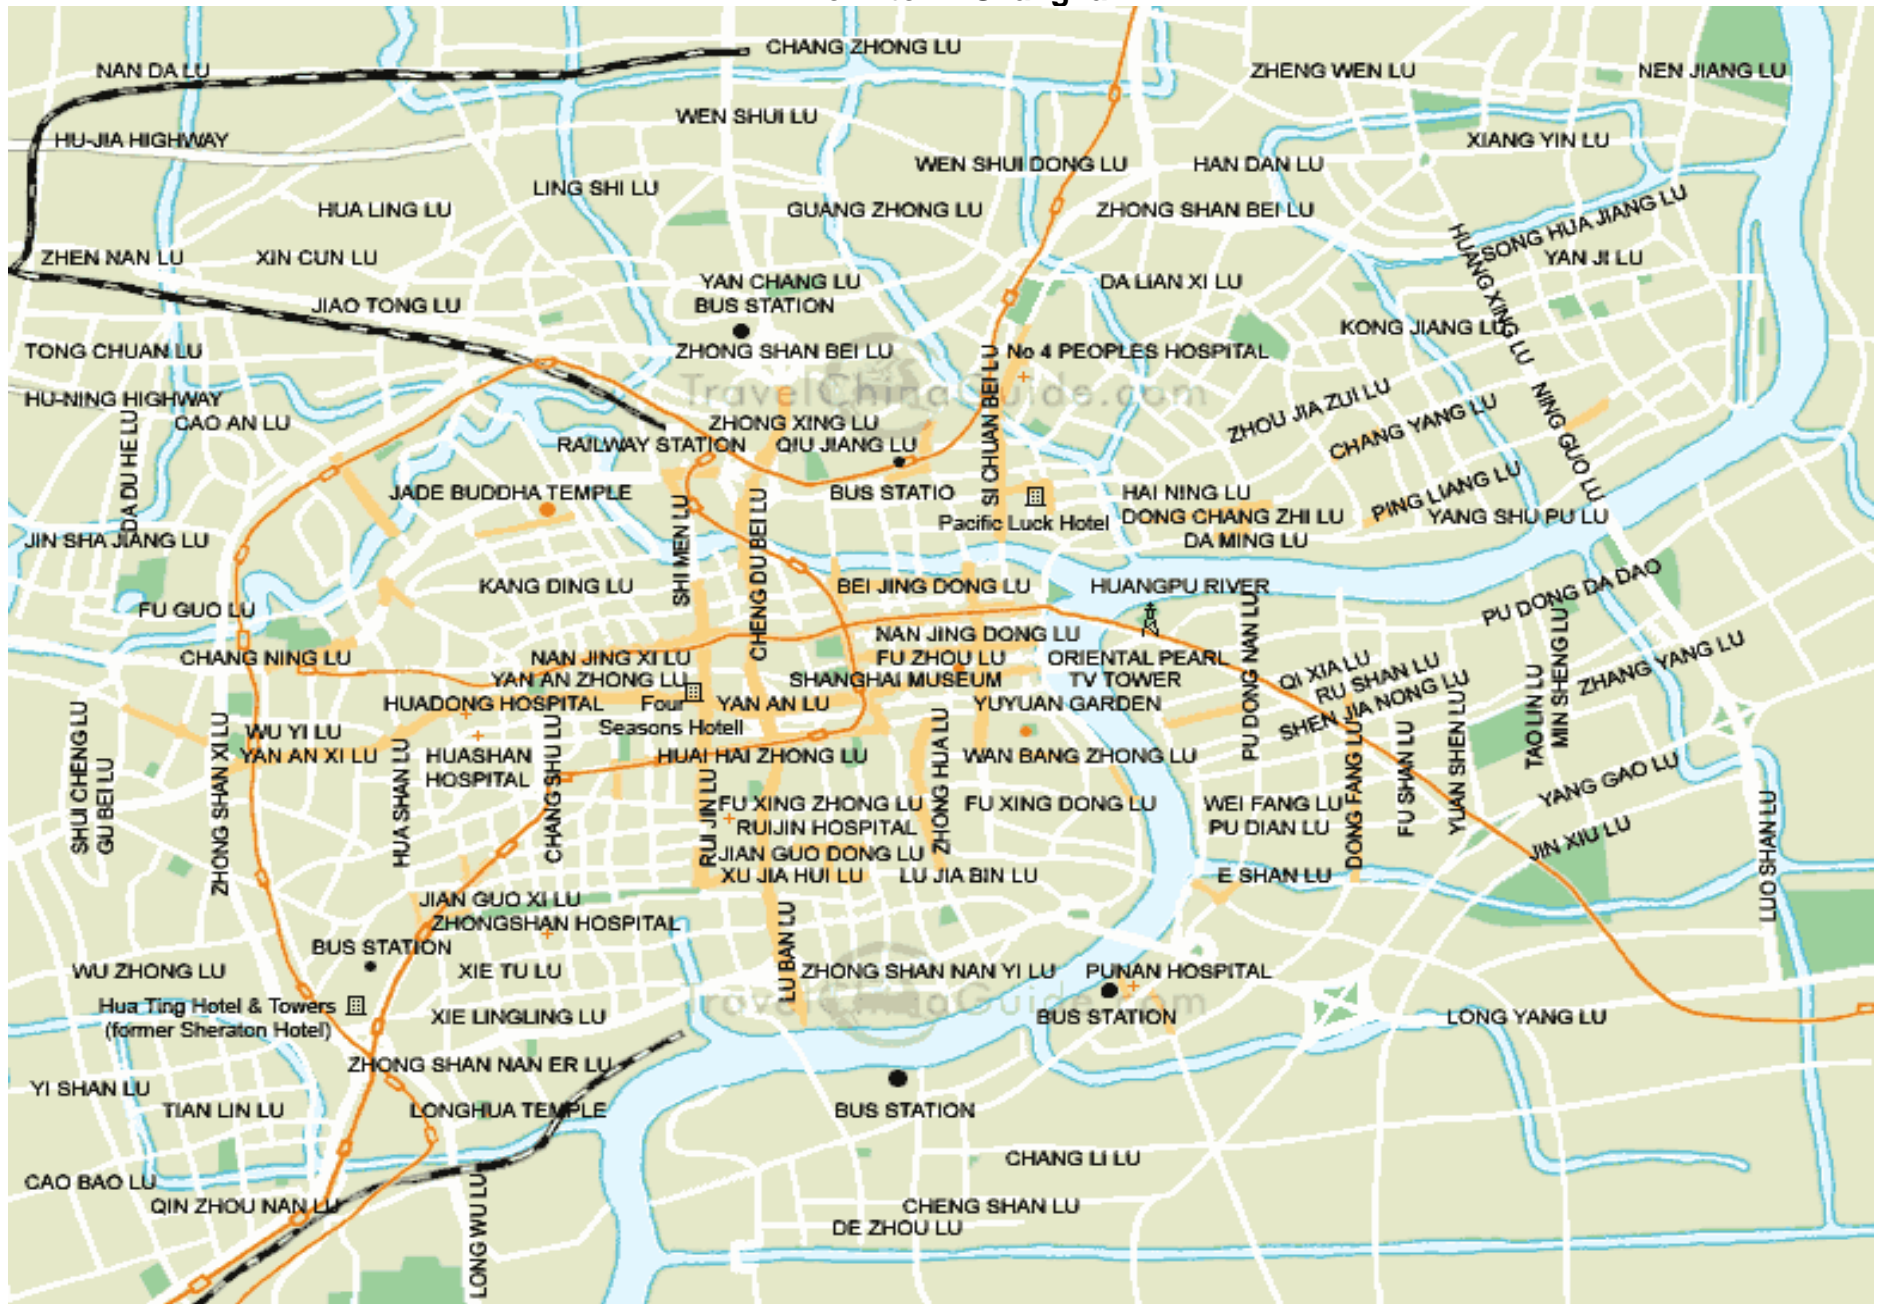 CHANG ZHONG LU
NAN DA LU
ZHENG WEN LU
NEN JIANG LU
WEN SHUI LU
HU-JIA HIGHWAY
XIANG YIN LU
WEN SHUI DONG LU
HAN DAN LU
LING SHI LU
HUA LING LU
GUANG ZHONG LU
ZHONG SHAN BEI LU
SONG HUA JIANG LU
HUANG XING LU
ZHEN NAN LU
XIN CUN LU
YAN JI LU
YAN CHANG LU
BUS STATION
DA LIAN XI LU
JIAO TONG LU
KONG JIANG LU
TONG CHUAN LU
ZHONG SHAN BEI LU
No 4 PEOPLES HOSPITAL
TravelChinaGuide.com
HU-NING HIGHWAY
CAO AN LU
ZHOU JIA ZUI LU
CHANG YANG LU
NING GUO LU
ZHONG XING LU
RAILWAY STATION
QIU JIANG LU
SI CHUAN BEI LU
DA DU HE LU
JADE BUDDHA TEMPLE
BUS STATIO
HAI NING LU
PING LIANG LU
Pacific Luck Hotel
DONG CHANG ZHI LU
YANG SHU PU LU
JIN SHA JIANG LU
DA MING LU
SHI MEN LU
CHENG DU BEI LU
KANG DING LU
BEI JING DONG LU
HUANGPU RIVER
PU DONG DA DAO
FU GUO LU
NAN JING DONG LU
PU DONG NAN LU
MIN SHENG LU
CHANG NING LU
NAN JING XI LU
FU ZHOU LU
ORIENTAL PEARL
TV TOWER
QI XIA LU
RU SHAN LU
SHEN JIA NONG LU
ZHANG YANG LU
YAN AN ZHONG LU
SHANGHAI MUSEUM
HUADONG HOSPITAL
Four
Seasons Hotell
YAN AN LU
YUYUAN GARDEN
TAO LIN LU
WU YI LU
YAN AN XI LU
HUASHAN
HOSPITAL
HUAI HAI ZHONG LU
WAN BANG ZHONG LU
SHUI CHENG LU
GU BEI LU
ZHONG SHAN XI LU
HUA SHAN LU
CHANG SHU LU
RUI JIN LU
ZHONG HUA LU
DONG FANG LU
FU SHAN LU
YUAN SHEN LU
YANG GAO LU
FU XING ZHONG LU
FU XING DONG LU
WEI FANG LU
RUIJIN HOSPITAL
PU DIAN LU
JIN XIU LU
LUO SHAN LU
JIAN GUO DONG LU
XU JIA HUI LU
LU JIA BIN LU
E SHAN LU
JIAN GUO XI LU
ZHONGSHAN HOSPITAL
BUS STATION
LU BAN LU
WU ZHONG LU
XIE TU LU
ZHONG SHAN NAN YI LU
PUNAN HOSPITAL
TravelChinaGuide.com
Hua Ting Hotel & Towers
(former Sheraton Hotel)
XIE LINGLING LU
BUS STATION
LONG YANG LU
ZHONG SHAN NAN ER LU
YI SHAN LU
TIAN LIN LU
LONGHUA TEMPLE
BUS STATION
CHANG LI LU
CAO BAO LU
QIN ZHOU NAN LU
LONG WU LU
CHENG SHAN LU
DE ZHOU LU